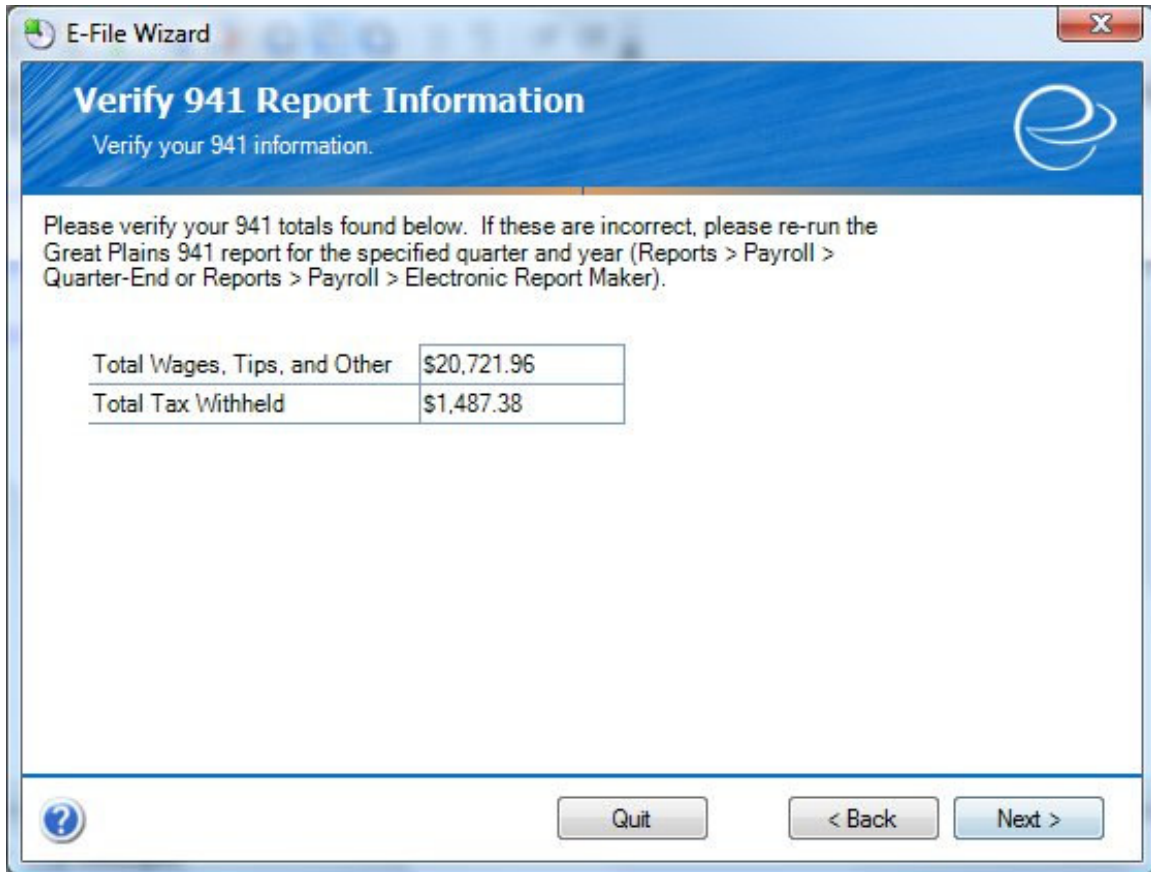 E-File Wizard
Verify 941 Report Information
Verify your 941 information.
Please verify your 941 totals found below. If these are incorrect, please re-run the
Great Plains 941 report for the specified quarter and year (Reports > Payroll >
Quarter-End or Reports > Payroll > Electronic Report Maker).
Total Wages, Tips, and Other $20,721.96
Total Tax Withheld $1,487.38
Quit < Back Next >